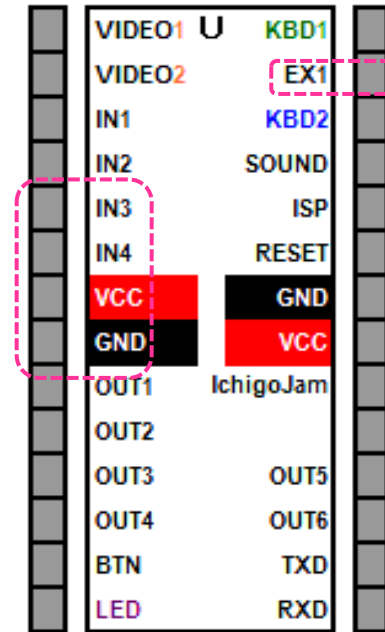 VIDEO1 U KBD1
VIDEO2 EX1
IN1 KBD2
IN2 SOUND
IN3 ISP
IN4 RESET
VCC GND
GND VCC
OUT1 IchigoJam
OUT2
OUT3 OUT5
OUT4 OUT6
BTN TXD
LED RXD